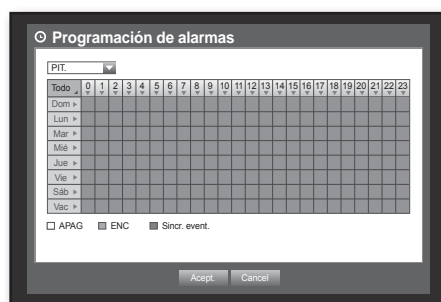 Programación de alarmas
PIT.
Todo 0 1 2 3 4 5 6 7 8 9 10 11 12 13 14 15 16 17 18 19 20 21 22 23
Dom
Lun
Mar
Mié
Jue
Vie
Sáb
Vac
APAG ENC Sincr. event.
Acept. Cancel